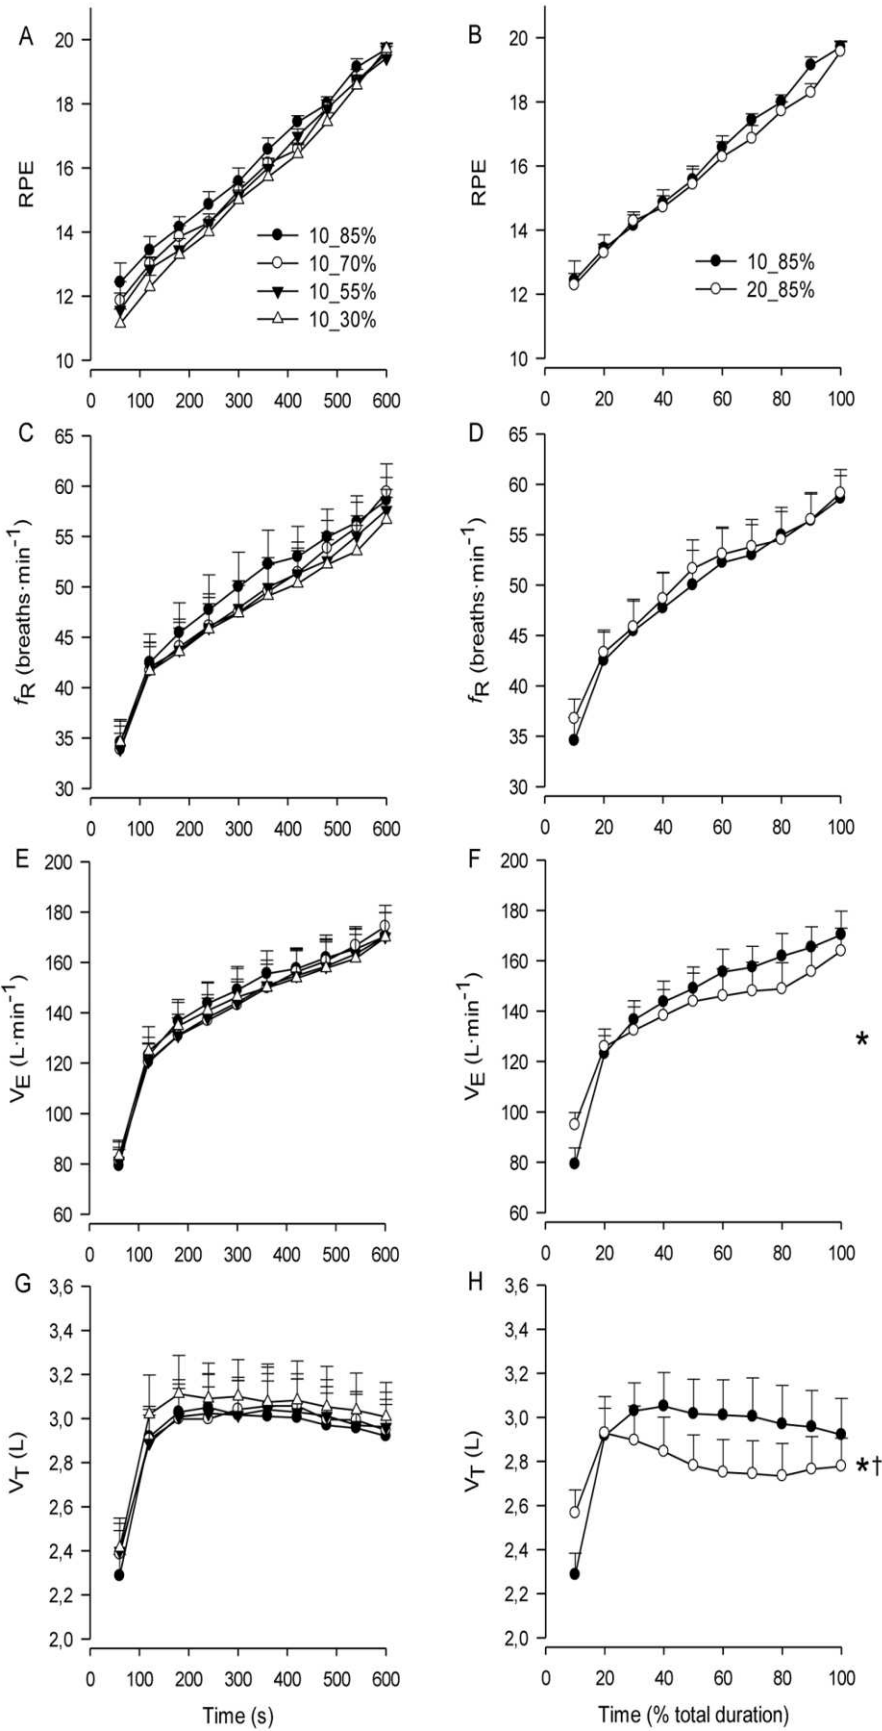 A
20
18
16
14
12
10
RPE
10_85%
10_70%
10_55%
10_30%
0 100 200 300 400 500 600
B
20
18
16
14
12
10
RPE
10_85%
20_85%
0 20 40 60 80 100
C
65
60
55
50
45
40
35
30
fR (breaths·min-1)
0 100 200 300 400 500 600
D
65
60
55
50
45
40
35
30
fR (breaths·min-1)
0 20 40 60 80 100
E
200
180
160
140
120
100
80
60
VE (L·min-1)
0 100 200 300 400 500 600
F
200
180
160
140
120
100
80
60
VE (L·min-1)
*
0 20 40 60 80 100
G
3,6
3,4
3,2
3,0
2,8
2,6
2,4
2,2
2,0
VT (L)
0 100 200 300 400 500 600
Time (s)
H
3,6
3,4
3,2
3,0
2,8
2,6
2,4
2,2
2,0
VT (L)
*†
0 20 40 60 80 100
Time (% total duration)